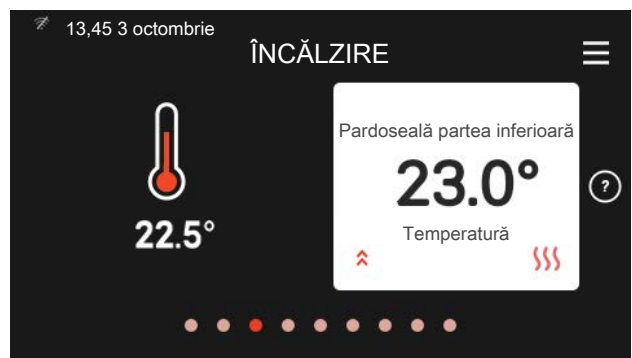 13,45 3 octombrie
ÎNCĂLZIRE
Pardoseală partea inferioară
23.0°
Temperatură
22.5°
?